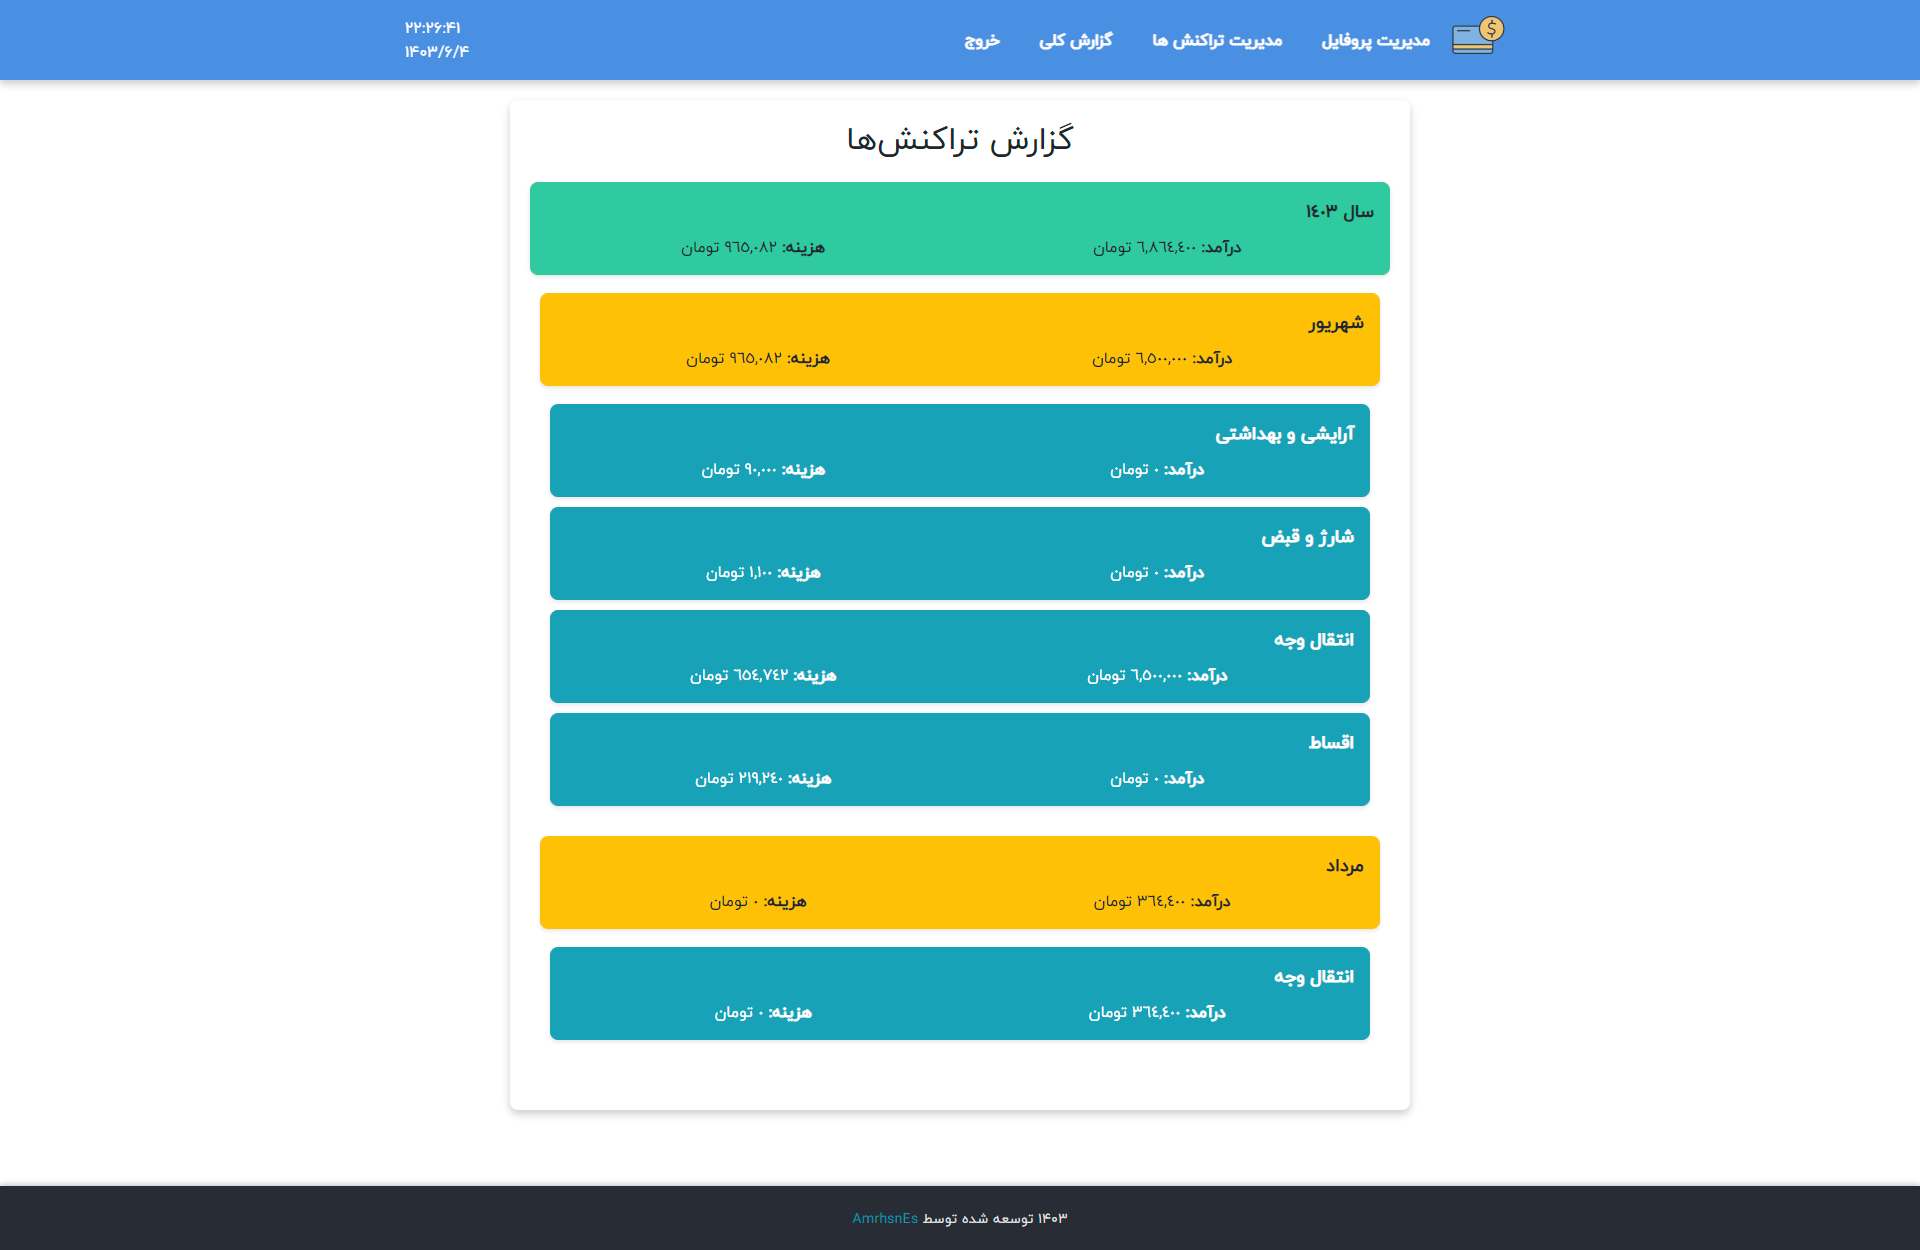 مدیریت پروفایل مدیریت تراکنش ها گزارش کلی خروج
۲۲:۲۶:۴۱
۱۴۰۳/۶/۴
گزارش تراکنش‌ها
سال ١٤٠٣
درآمد: ٦,٨٦٤,٤٠٠ تومان هزینه: ٩٦٥,٠٨٢ تومان
شهریور
درآمد: ٦,٥٠٠,٠٠٠ تومان هزینه: ٩٦٥,٠٨٢ تومان
آرایشی و بهداشتی
درآمد: ٠ تومان هزینه: ٩٠,٠٠٠ تومان
شارژ و قبض
درآمد: ٠ تومان هزینه: ١,١٠٠ تومان
انتقال وجه
درآمد: ٦,٥٠٠,٠٠٠ تومان هزینه: ٦٥٤,٧٤٢ تومان
اقساط
درآمد: ٠ تومان هزینه: ٢١٩,٢٤٠ تومان
مرداد
درآمد: ٣٦٤,٤٠٠ تومان هزینه: ٠ تومان
انتقال وجه
درآمد: ٣٦٤,٤٠٠ تومان هزینه: ٠ تومان
۱۴۰۳ توسعه شده توسط AmrhsnEs